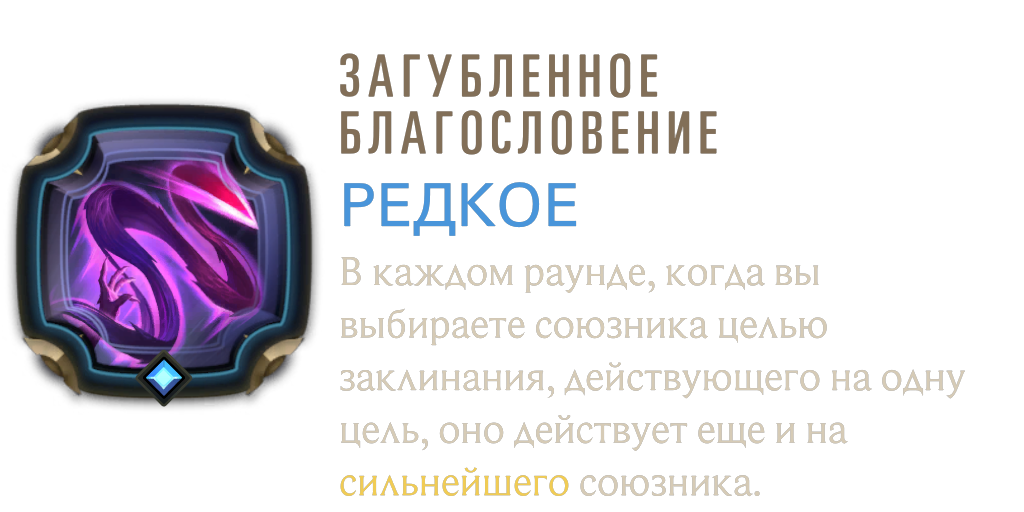 ЗАГУБЛЕННОЕ
БЛАГОСЛОВЕНИЕ
РЕДКОЕ
В каждом раунде, когда вы
выбираете союзника целью
заклинания, действующего на одну
цель, оно действует еще и на
сильнейшего союзника.